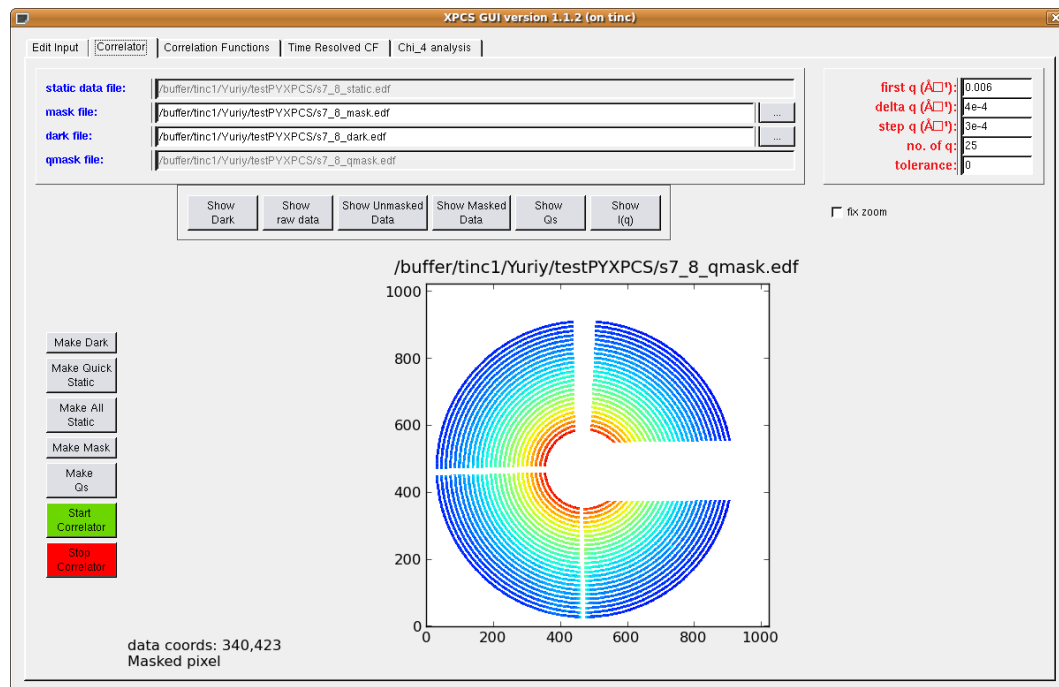 XPCS GUI version 1.1.2 (on tinc)
Edit Input Correlator Correlation Functions Time Resolved CF Chi_4 analysis
static data file: /buffer/tinc1/Yuriy/testPYXPCS/s7_8_static.edf
mask file: /buffer/tinc1/Yuriy/testPYXPCS/s7_8_mask.edf ...
dark file: /buffer/tinc1/Yuriy/testPYXPCS/s7_8_dark.edf ...
qmask file: /buffer/tinc1/Yuriy/testPYXPCS/s7_8_qmask.edf
first q (Å□¹): 0.006
delta q (Å□¹): 4e-4
step q (Å□¹): 3e-4
no. of q: 25
tolerance: 0
Show Dark
Show raw data
Show Unmasked Data
Show Masked Data
Show Qs
Show I(q)
fix zoom
/buffer/tinc1/Yuriy/testPYXPCS/s7_8_qmask.edf
Make Dark
Make Quick
Static
Make All
Static
Make Mask
Make
Qs
Start
Correlator
Stop
Correlator
1000
800
600
400
200
0
0 200 400 600 800 1000
data coords: 340,423
Masked pixel